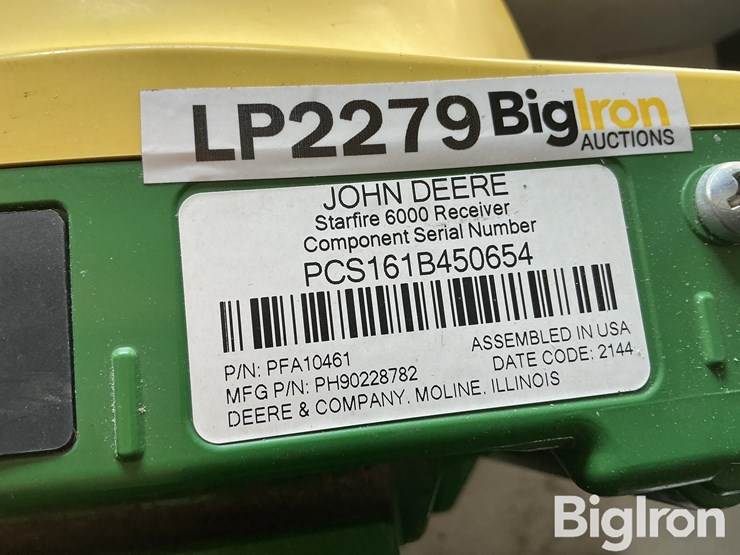 LP2279 BigIron
AUCTIONS
JOHN DEERE
Starfire 6000 Receiver
Component Serial Number
PCS161B450654
P/N: PFA10461
ASSEMBLED IN USA
MFG P/N: PH90228782
DATE CODE: 2144
DEERE & COMPANY. MOLINE. ILLINOIS
BigIron